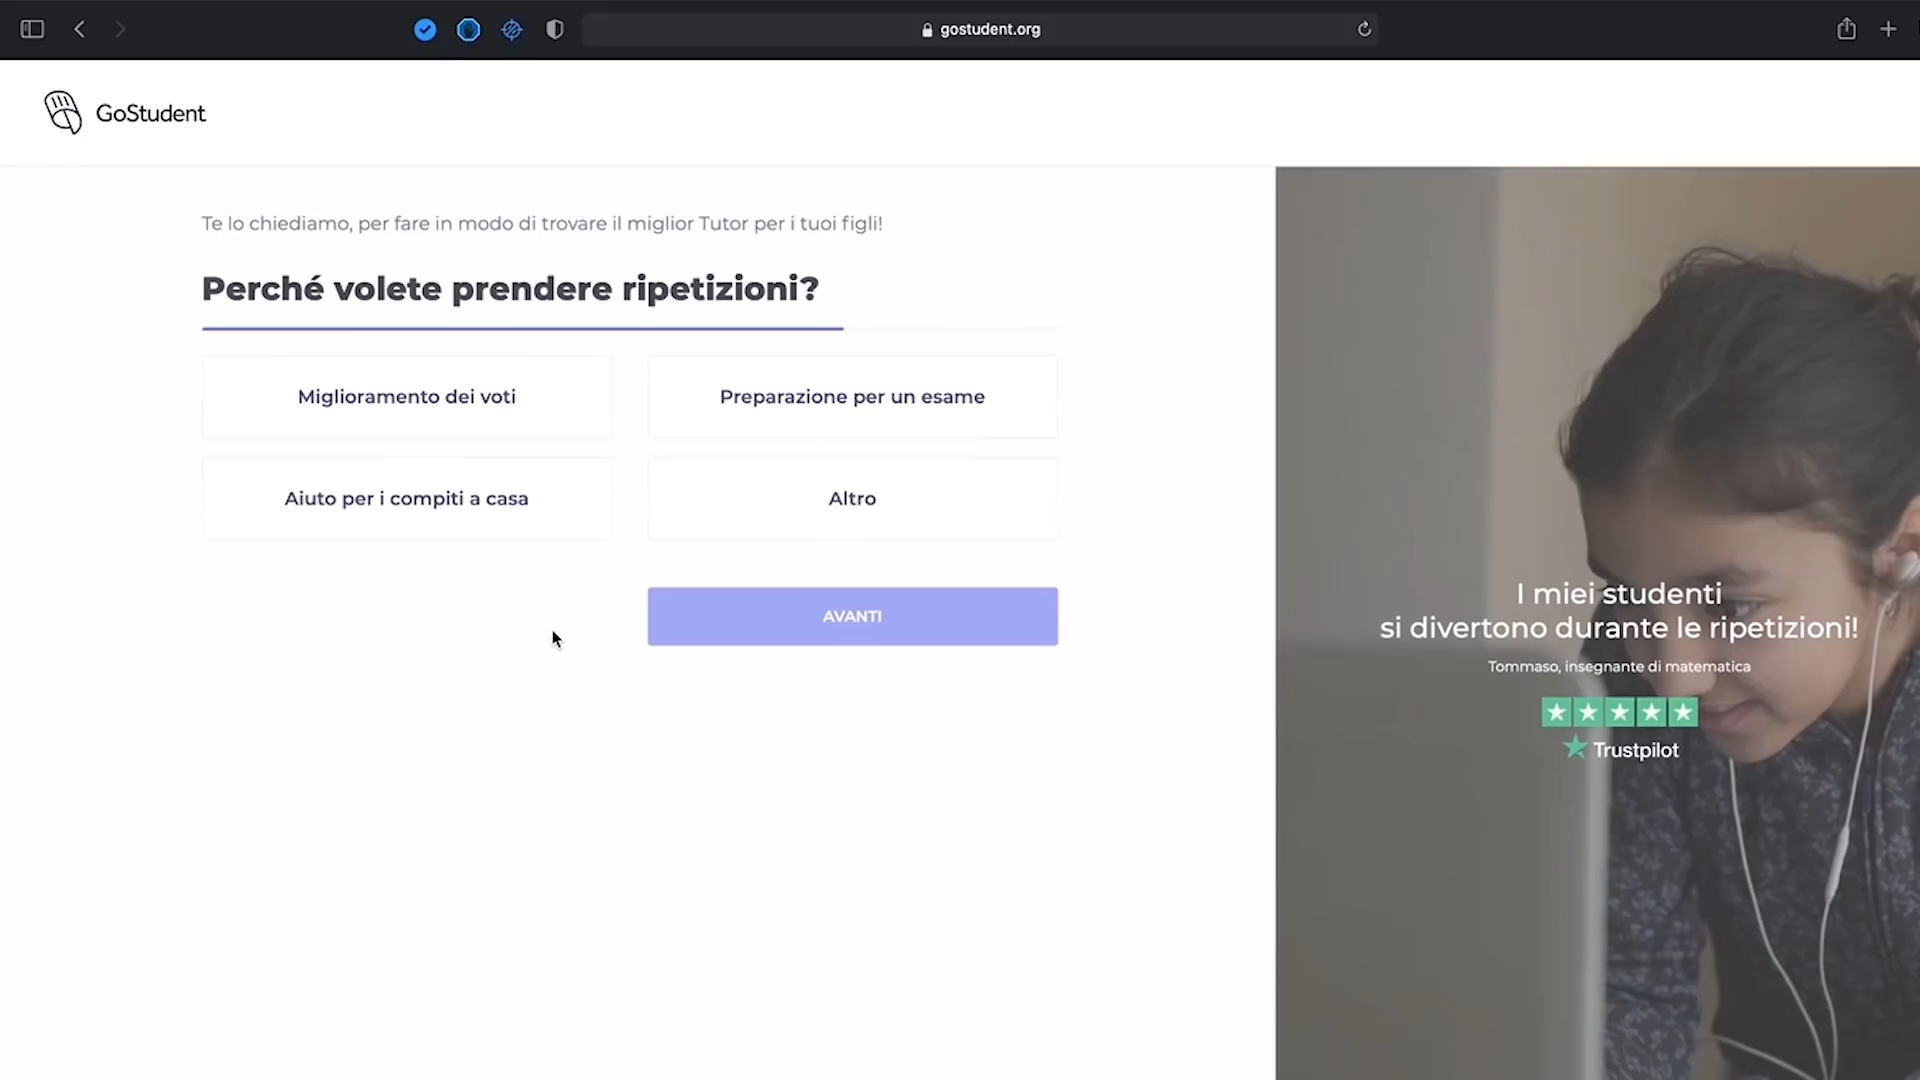 gostudent.org
GoStudent
Te lo chiediamo, per fare in modo di trovare il miglior Tutor per i tuoi figli!
Perché volete prendere ripetizioni?
Miglioramento dei voti
Preparazione per un esame
Aiuto per i compiti a casa
Altro
AVANTI
I miei studenti
si divertono durante le ripetizioni!
Tommaso, insegnante di matematica
Trustpilot